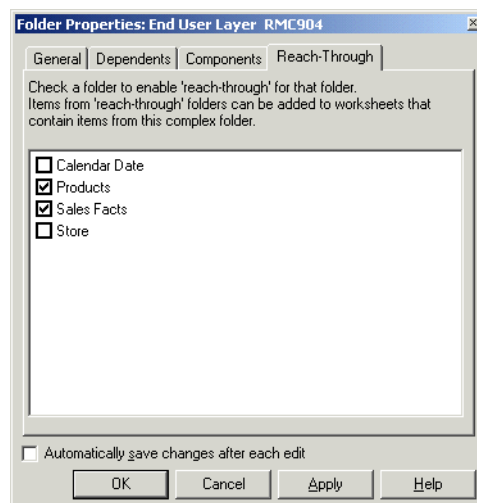 Folder Properties: End User Layer RMC904
General Dependents Components Reach-Through
Check a folder to enable 'reach-through' for that folder.
Items from 'reach-through' folders can be added to worksheets that
contain items from this complex folder.
Calendar Date
Products
Sales Facts
Store
Automatically save changes after each edit
OK Cancel Apply Help